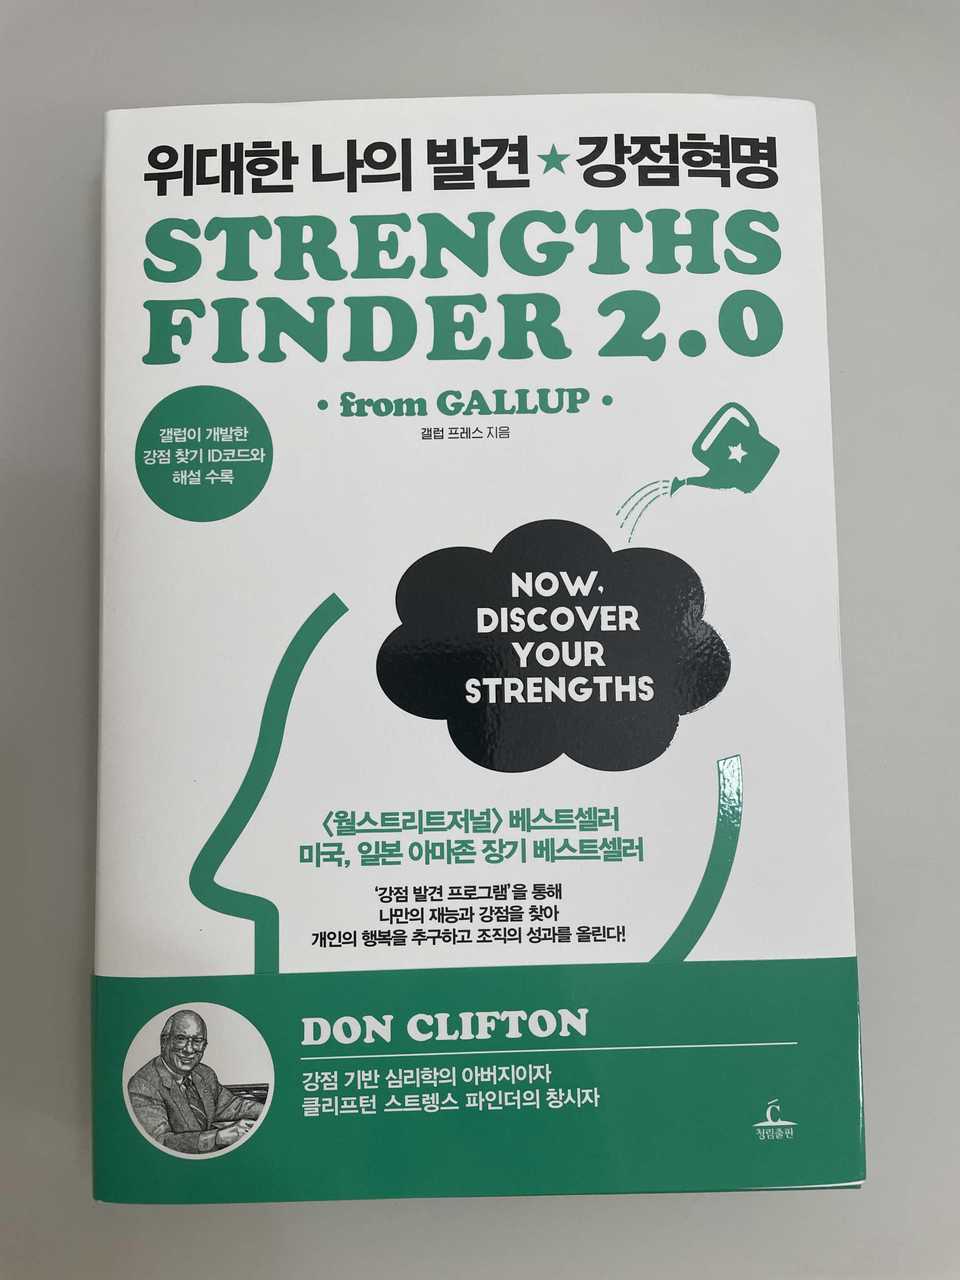 위대한 나의 발견★강점혁명
STRENGTHS
FINDER 2.0
• from GALLUP •
갤럽 프레스 지음
갤럽이 개발한
강점 찾기 ID코드와
해설 수록
NOW,
DISCOVER
YOUR
STRENGTHS
<월스트리트저널> 베스트셀러
미국, 일본 아마존 장기 베스트셀러
'강점 발견 프로그램'을 통해
나만의 재능과 강점을 찾아
개인의 행복을 추구하고 조직의 성과를 올린다!
DON CLIFTON
강점 기반 심리학의 아버지이자
클리프턴 스트렝스 파인더의 창시자
Ć
청림출판